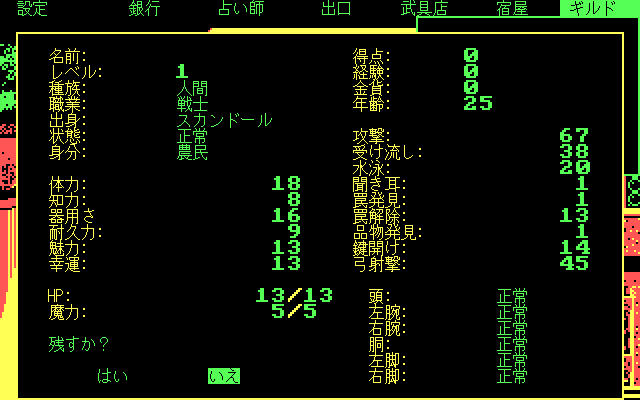 設定 銀行 占い師 出口 武具店 宿屋 ギルド
名前:
レベル: 1
種族: 人間
職業: 戦士
出身: スカンドール
状態: 正常
身分: 農民
体力: 18
知力: 8
器用さ: 16
耐久力: 9
魅力: 13
幸運: 13
HP: 13/13
魔力: 5/5
残すか?
はい いえ
得点: 0
経験: 0
金貨: 0
年齢: 25
攻撃: 67
受け流し: 38
水泳: 20
聞き耳: 1
罠発見: 1
罠解除: 13
品物発見: 1
鍵開け: 14
弓射撃: 45
頭: 正常
左腕: 正常
右腕: 正常
胴: 正常
左脚: 正常
右脚: 正常